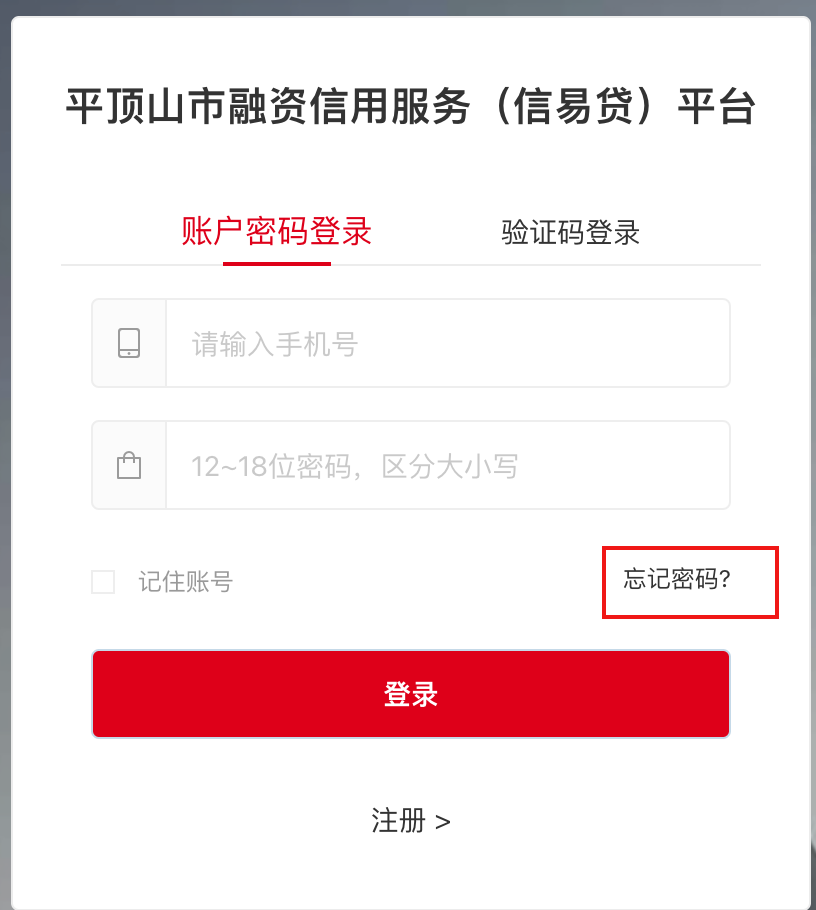 平顶山市融资信用服务（信易贷）平台
账户密码登录 验证码登录
请输入手机号
12~18位密码，区分大小写
记住账号 忘记密码?
登录
注册 >